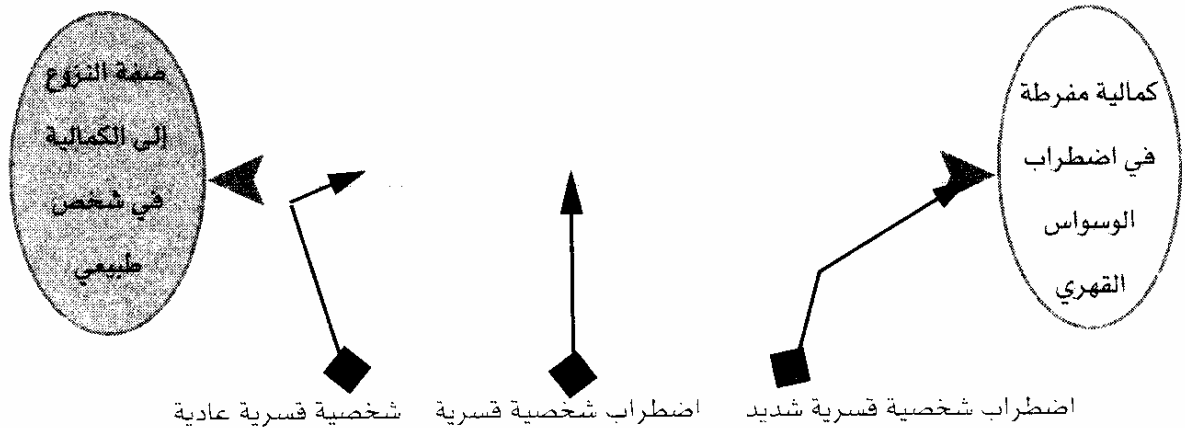 كمالية مفرطة
في اضطراب
الوسواس
القهري
صفة النزوع
إلى الكمالية
في شخص
طبيعي
اضطراب شخصية قسرية شديد
اضطراب شخصية قسرية
شخصية قسرية عادية